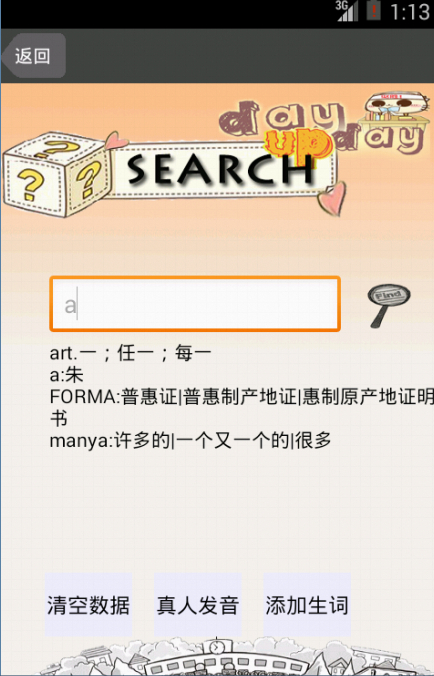 3G 1:13
返回
day up day
? ? ?
SEARCH
a
Find
art.一；任一；每一
a:朱
FORMA:普惠证|普惠制产地证|惠制原产地证明
书
manya:许多的|一个又一个的|很多
清空数据 真人发音 添加生词